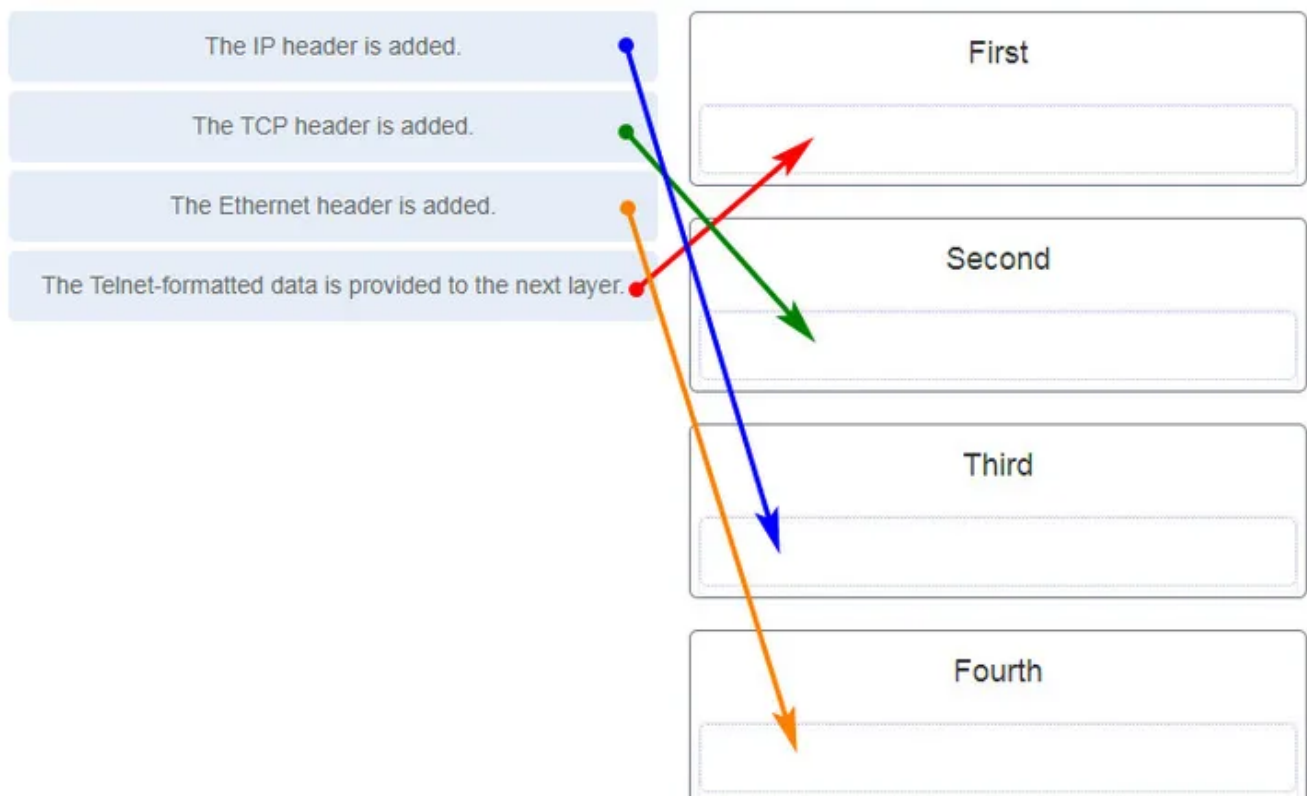 The IP header is added.
The TCP header is added.
The Ethernet header is added.
The Telnet-formatted data is provided to the next layer.
First
Second
Third
Fourth